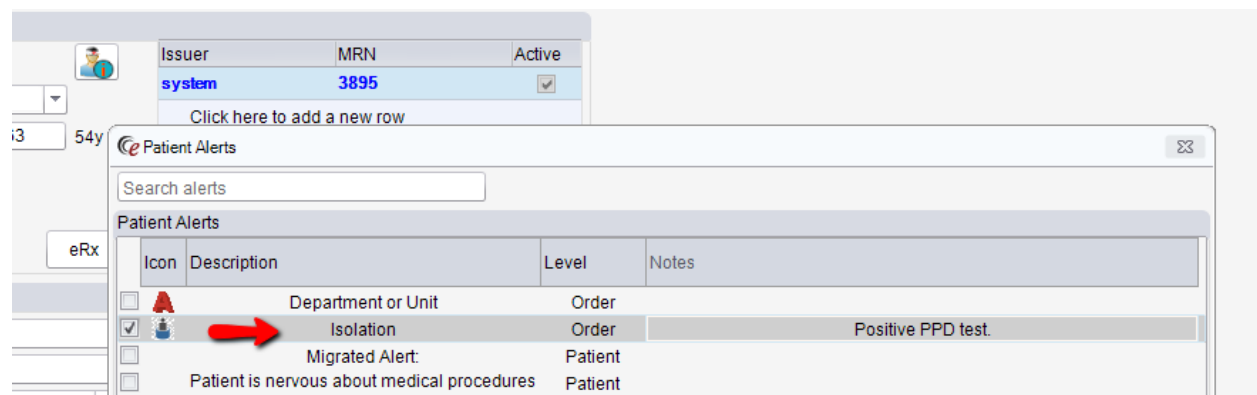 Issuer MRN Active
system 3895
Click here to add a new row
54y
Patient Alerts
Search alerts
Patient Alerts
eRx
Icon Description Level Notes
Department or Unit Order
Isolation Order Positive PPD test.
Migrated Alert: Patient
Patient is nervous about medical procedures Patient